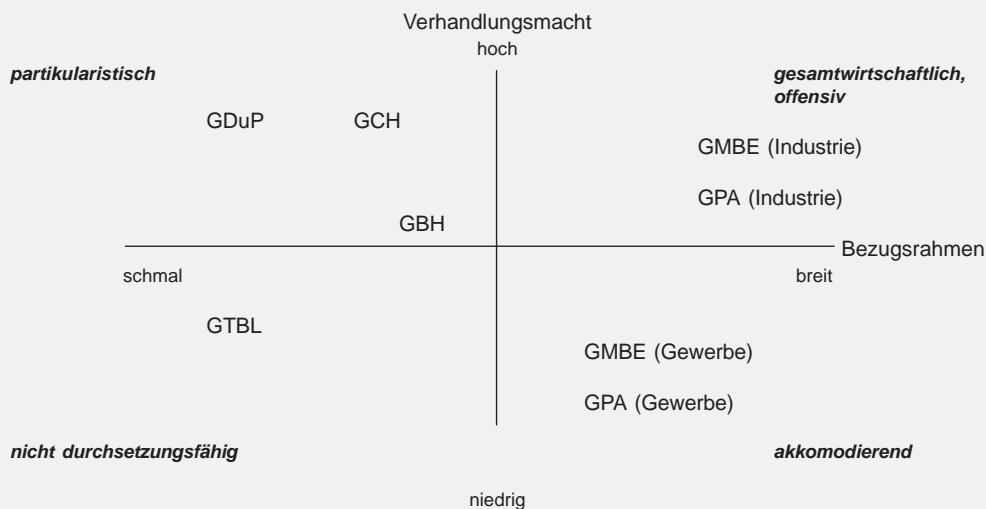 Verhandlungsmacht
hoch
partikularistisch
gesamtwirtschaftlich,
offensiv
GDuP
GCH
GMBE (Industrie)
GPA (Industrie)
GBH
Bezugsrahmen
schmal
breit
GTBL
GMBE (Gewerbe)
GPA (Gewerbe)
nicht durchsetzungsfähig
akkomodierend
niedrig